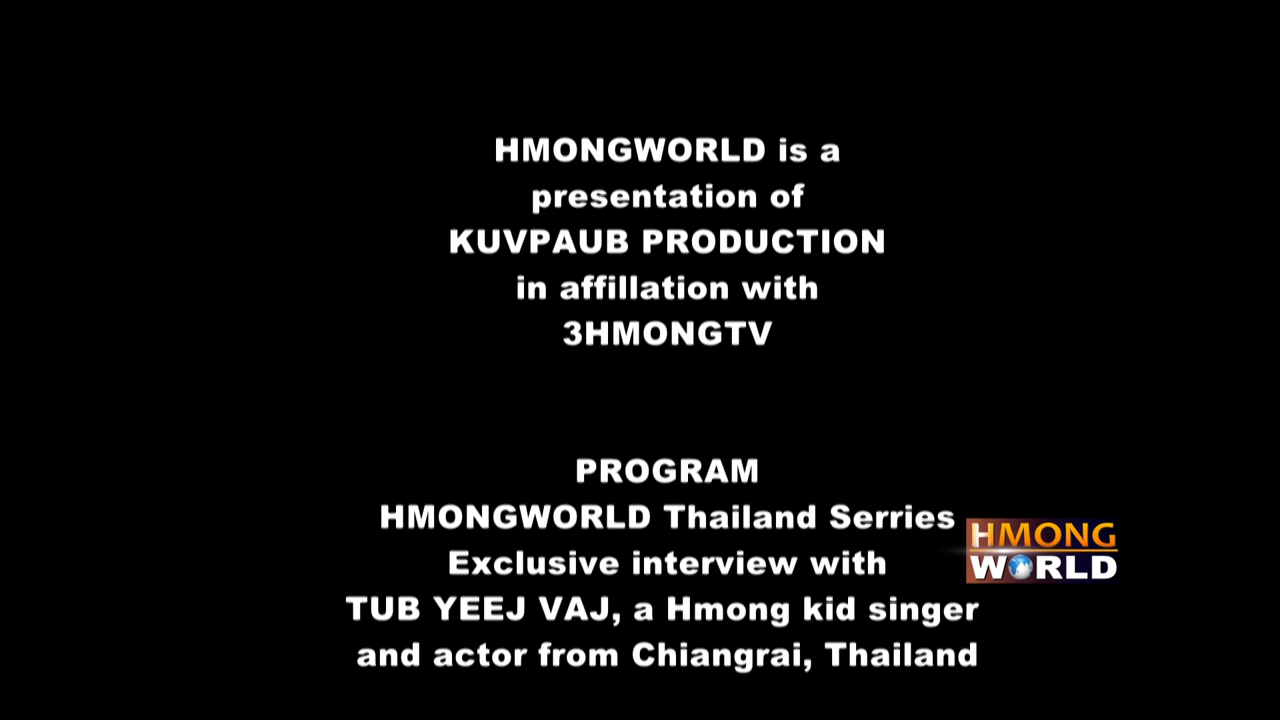 HMONGWORLD is a
presentation of
KUVPAUB PRODUCTION
in affillation with
3HMONGTV
PROGRAM
HMONGWORLD Thailand Serries
Exclusive interview with
TUB YEEJ VAJ, a Hmong kid singer
and actor from Chiangrai, Thailand
HMONG
WORLD